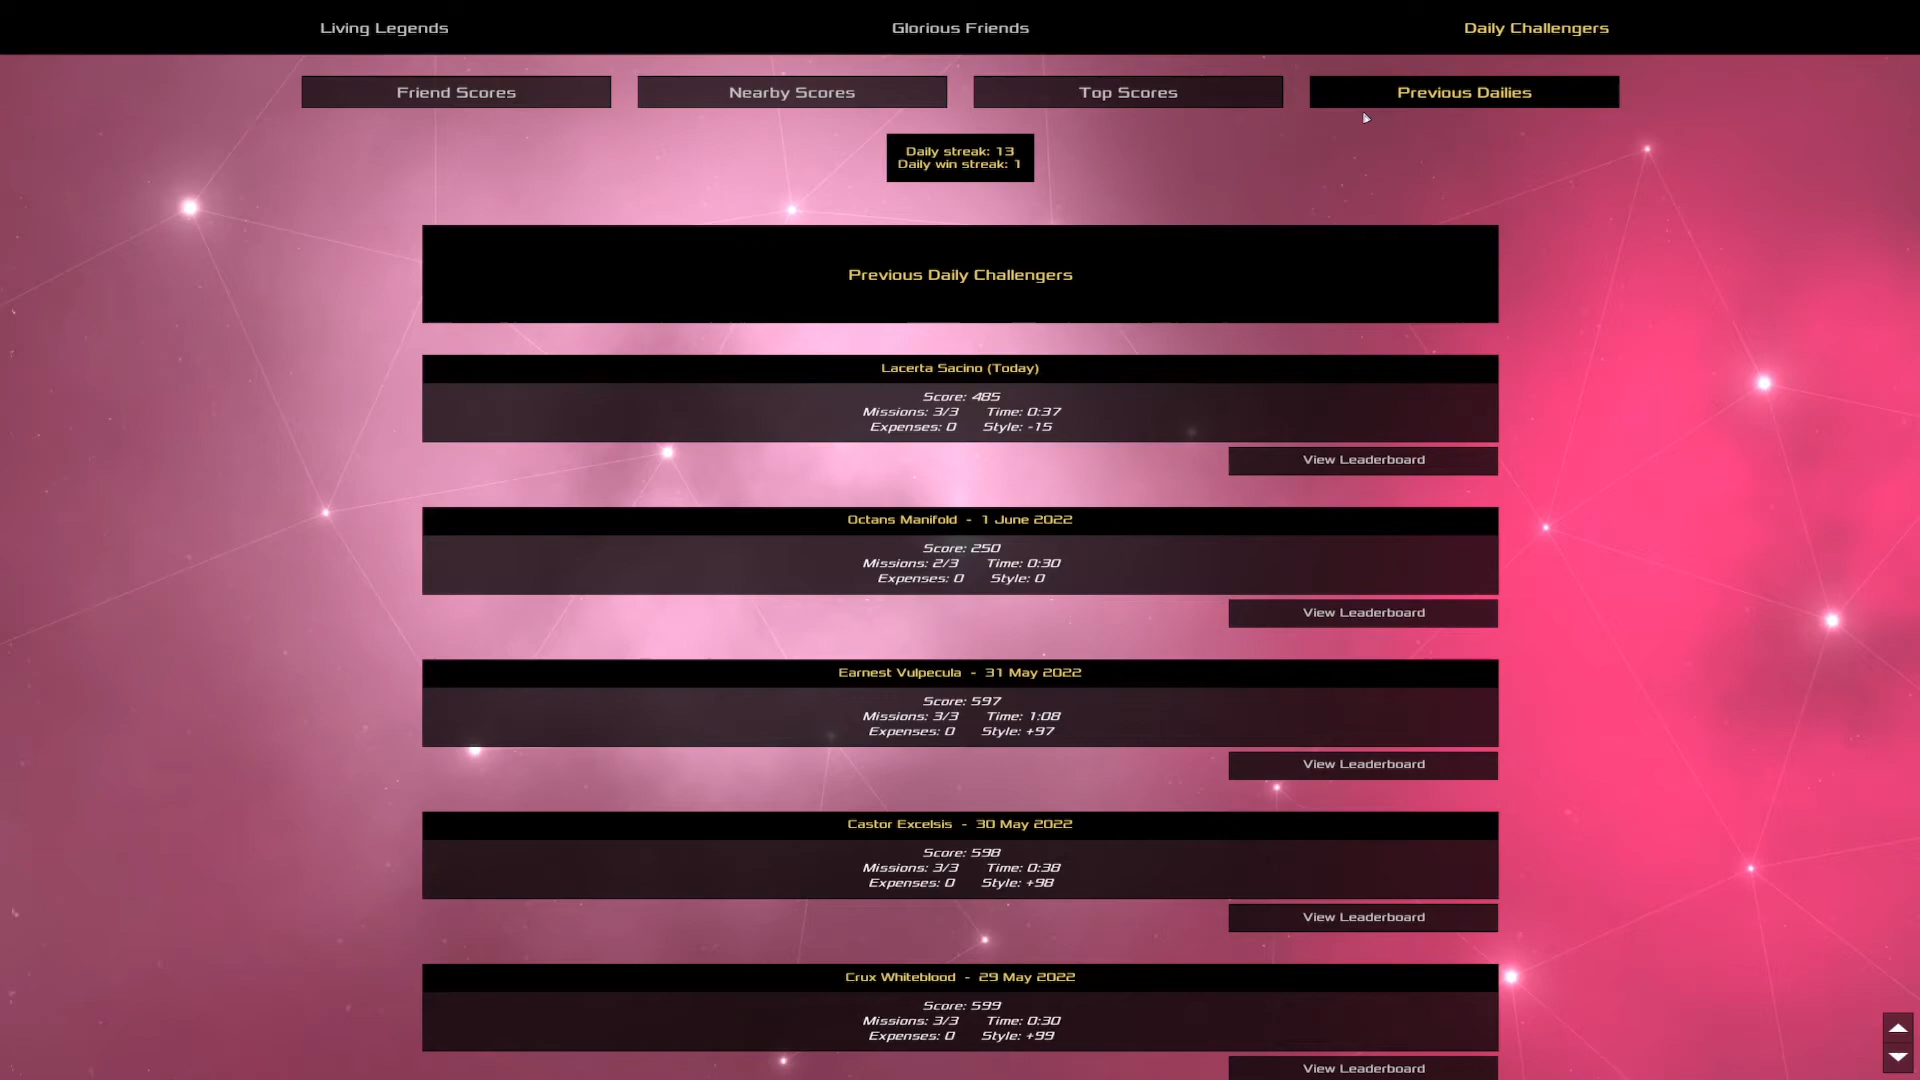 Living Legends Glorious Friends Daily Challengers
Friend Scores Nearby Scores Top Scores Previous Dailies
Daily streak: 13
Daily win streak: 1
Previous Daily Challengers
Lacerta Sacino (Today)
Score: 485
Missions: 3/3 Time: 0:37
Expenses: 0 Style: -15
View Leaderboard
Octans Manifold - 1 June 2022
Score: 250
Missions: 2/3 Time: 0:30
Expenses: 0 Style: 0
View Leaderboard
Earnest Vulpecula - 31 May 2022
Score: 597
Missions: 3/3 Time: 1:08
Expenses: 0 Style: +97
View Leaderboard
Castor Excelsis - 30 May 2022
Score: 598
Missions: 3/3 Time: 0:38
Expenses: 0 Style: +98
View Leaderboard
Crux Whiteblood - 29 May 2022
Score: 599
Missions: 3/3 Time: 0:30
Expenses: 0 Style: +99
View Leaderboard